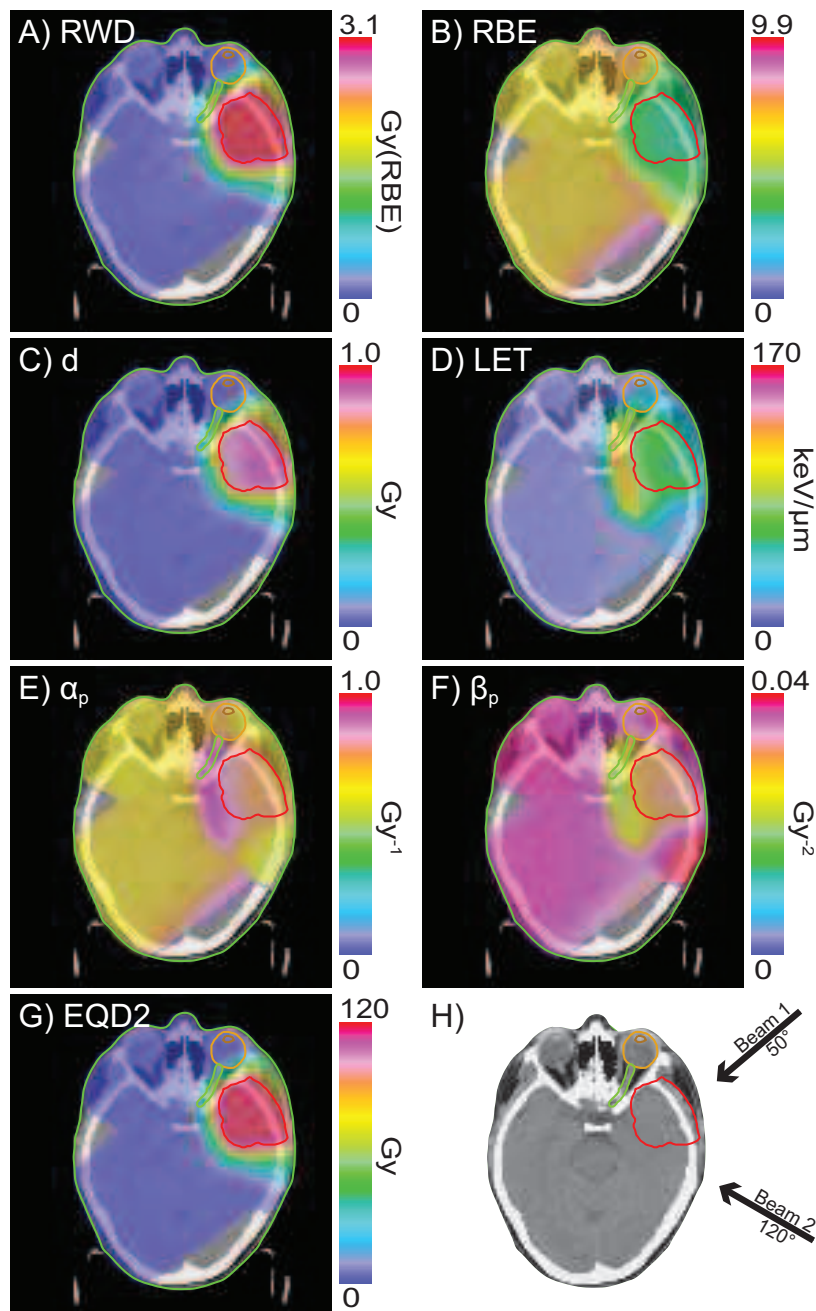 A) RWD
3.1
Gy(RBE)
0
B) RBE
9.9
0
C) d
1.0
Gy
0
D) LET
170
keV/μm
0
E) αₚ
1.0
Gy⁻¹
0
F) βₚ
0.04
Gy⁻²
0
G) EQD2
120
Gy
0
H)
Beam 1
50°
Beam 2
120°